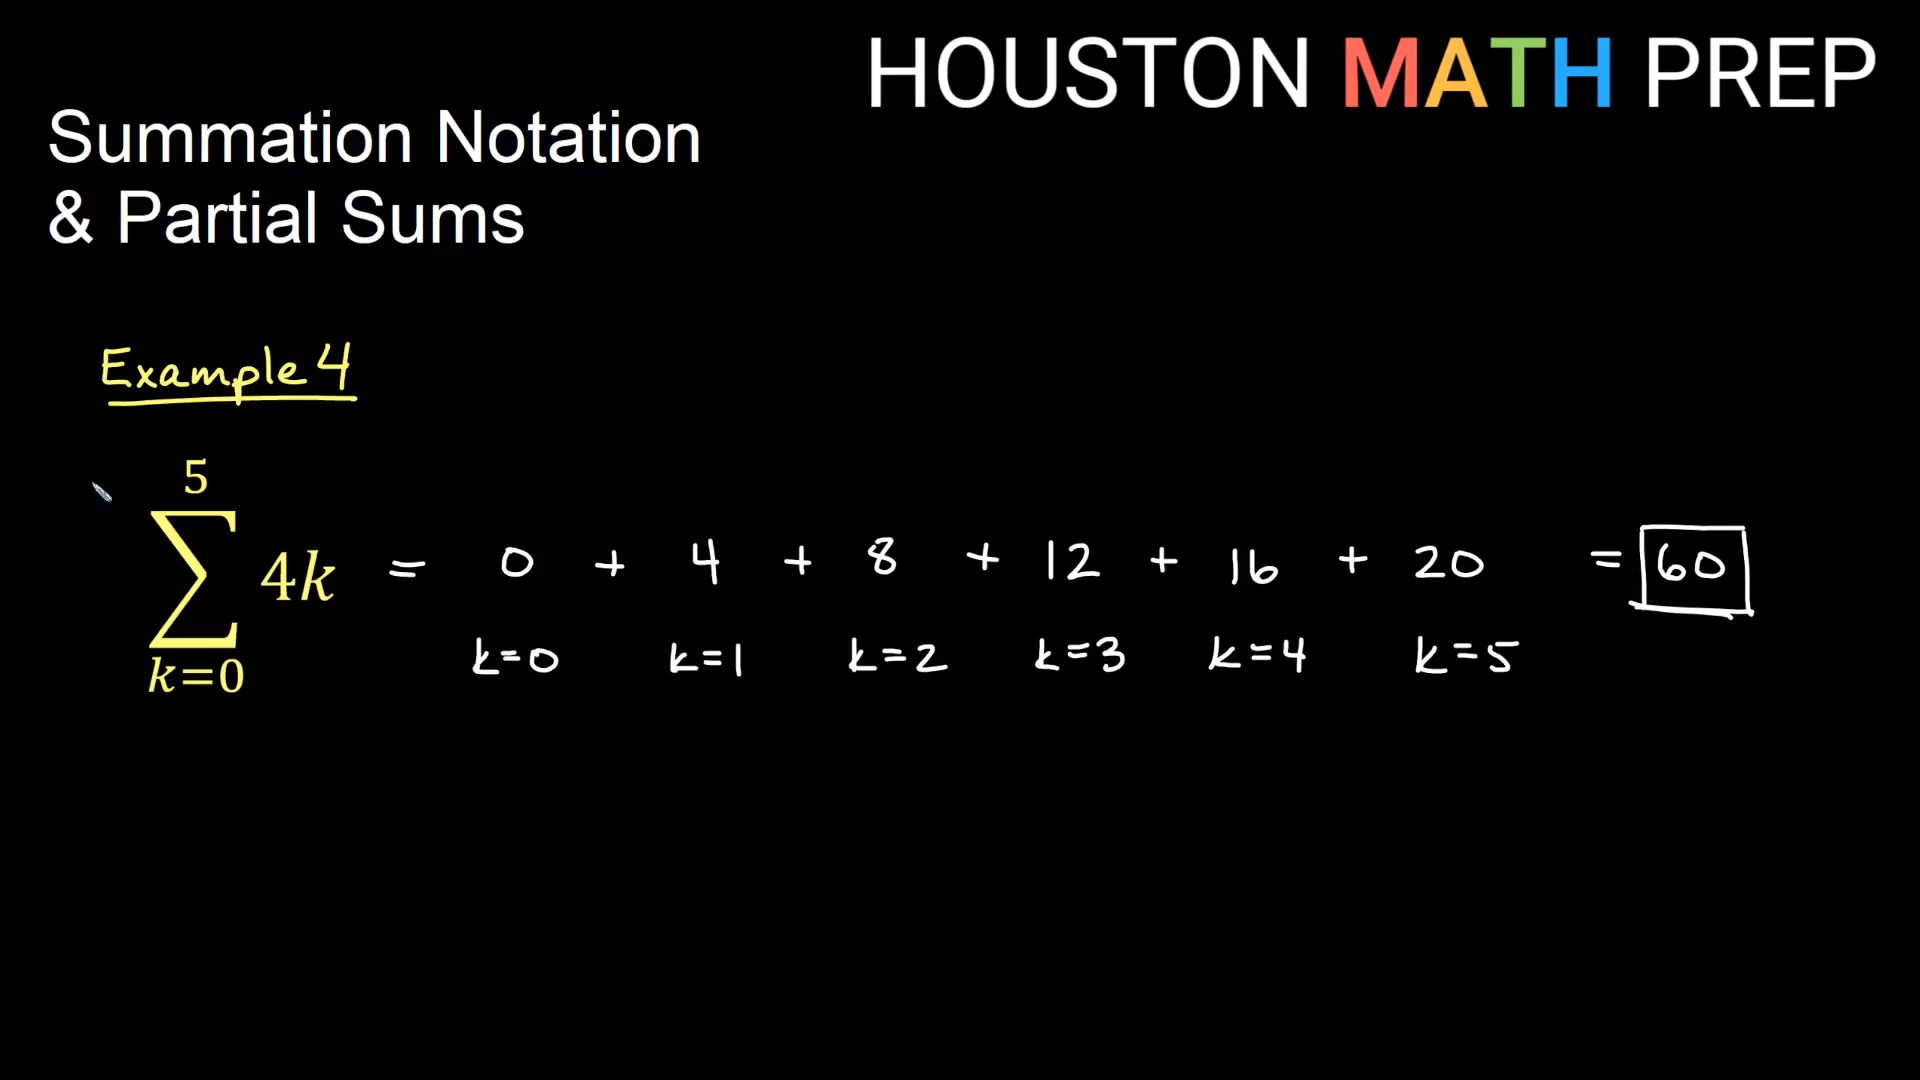 HOUSTON MATH PREP
Summation Notation
& Partial Sums
Example 4
5
∑ 4k = 0 + 4 + 8 + 12 + 16 + 20 = 60
k=0 k=0 k=1 k=2 k=3 k=4 k=5